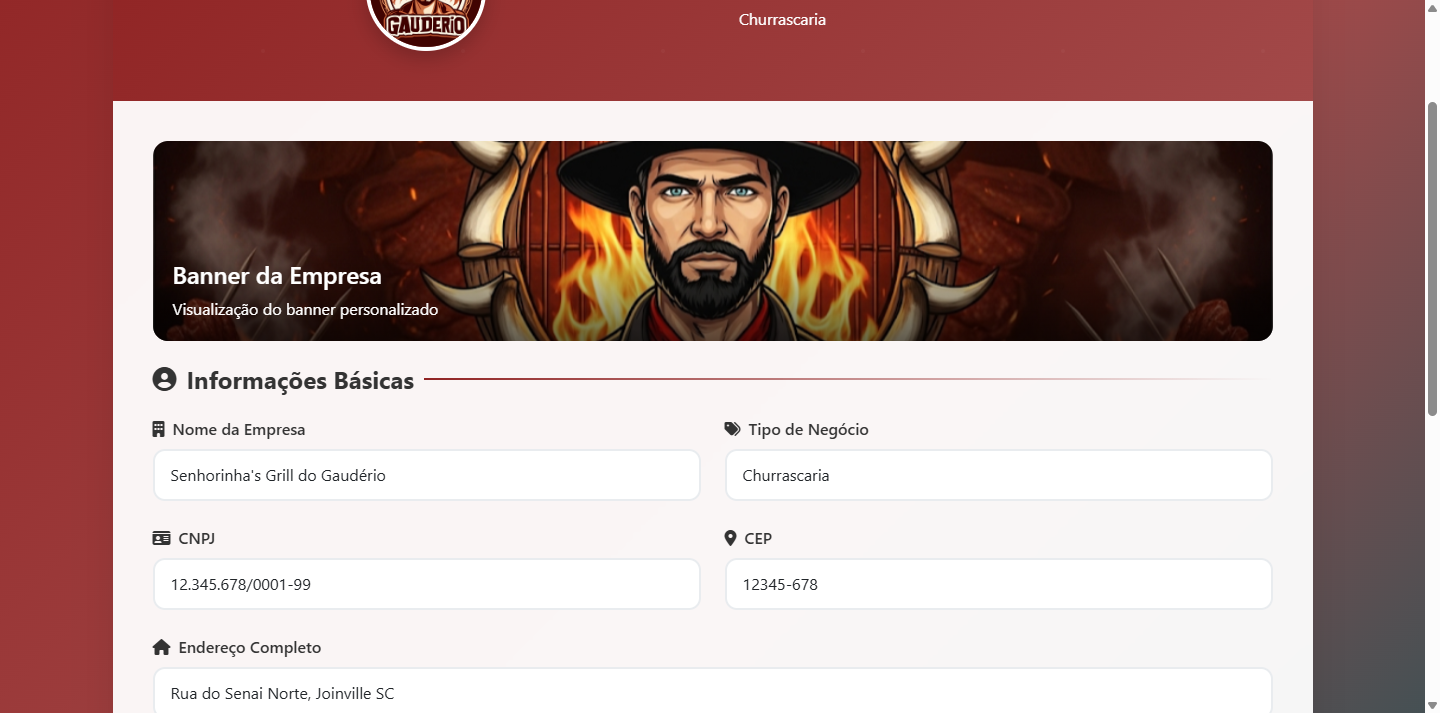 GAUDÉRIO
Churrascaria
Banner da Empresa
Visualização do banner personalizado
Informações Básicas
Nome da Empresa
Tipo de Negócio
Senhorinha's Grill do Gaudério
Churrascaria
CNPJ
CEP
12.345.678/0001-99
12345-678
Endereço Completo
Rua do Senai Norte, Joinville SC